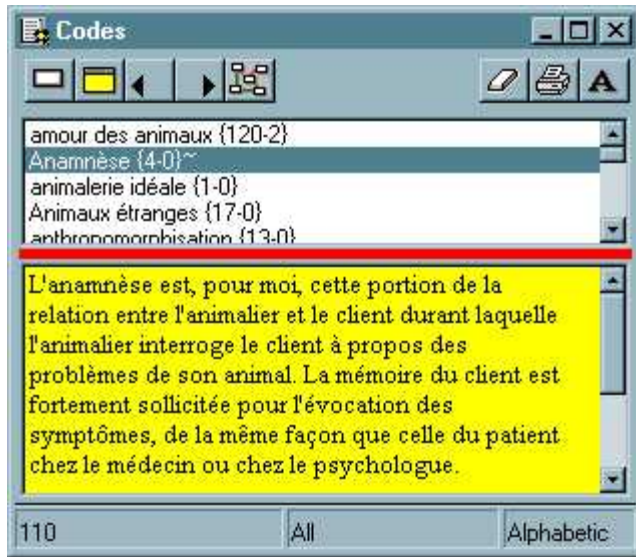 Codes
A
amour des animaux {120-2}
Anamnèse {4-0}~
animalerie idéale {1-0}
Animaux étranges {17-0}
anthropomorphisation {13-0}
L'anamnèse est, pour moi, cette portion de la
relation entre l'animalier et le client durant laquelle
l'animalier interroge le client à propos des
problèmes de son animal. La mémoire du client est
fortement sollicitée pour l'évocation des
symptômes, de la même façon que celle du patient
chez le médecin ou chez le psychologue.
110 All Alphabetic